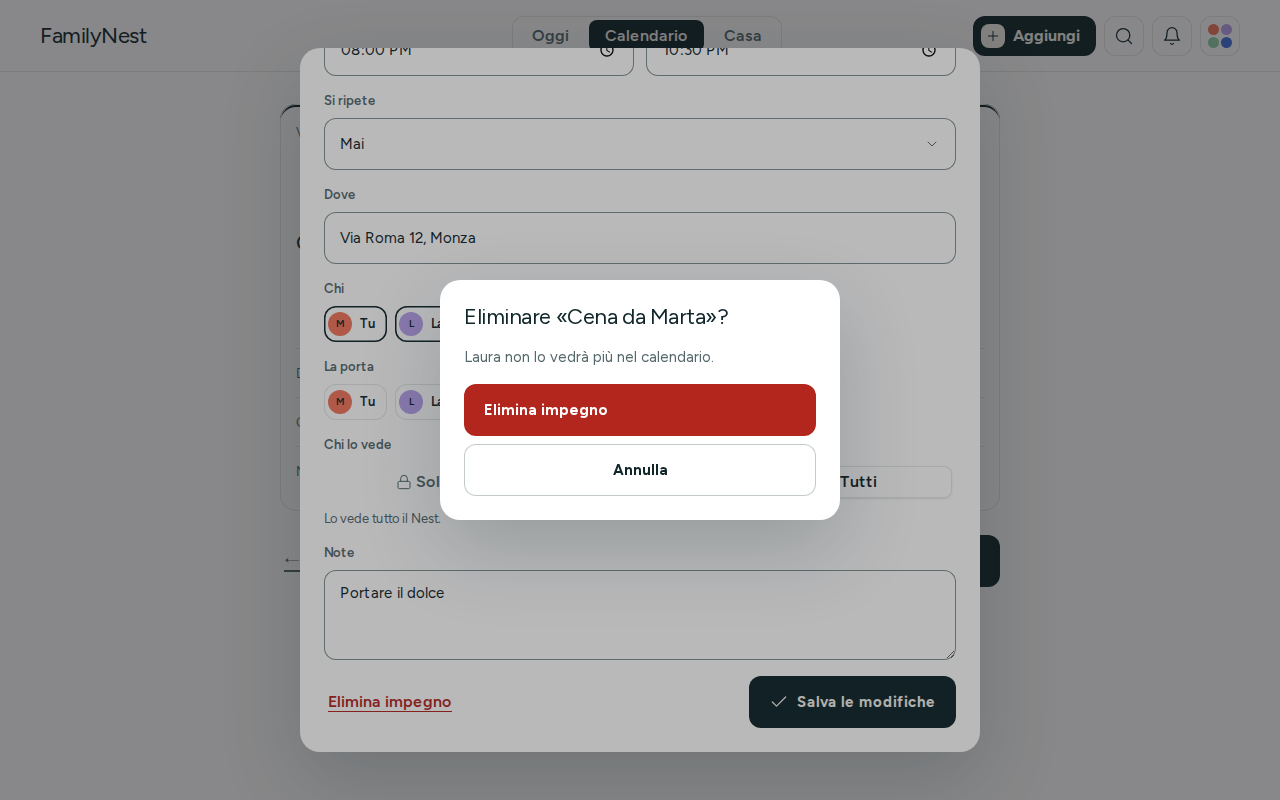 FamilyNest
Oggi
Calendario
Casa
Aggiungi
08:00 PM
10:30 PM
Si ripete
Mai
Dove
Via Roma 12, Monza
Chi
M Tu
L
La porta
M Tu
L
Chi lo vede
Tutti
Lo vede tutto il Nest.
Eliminare «Cena da Marta»?
Laura non lo vedrà più nel calendario.
Elimina impegno
Annulla
Note
Portare il dolce
Elimina impegno
Salva le modifiche